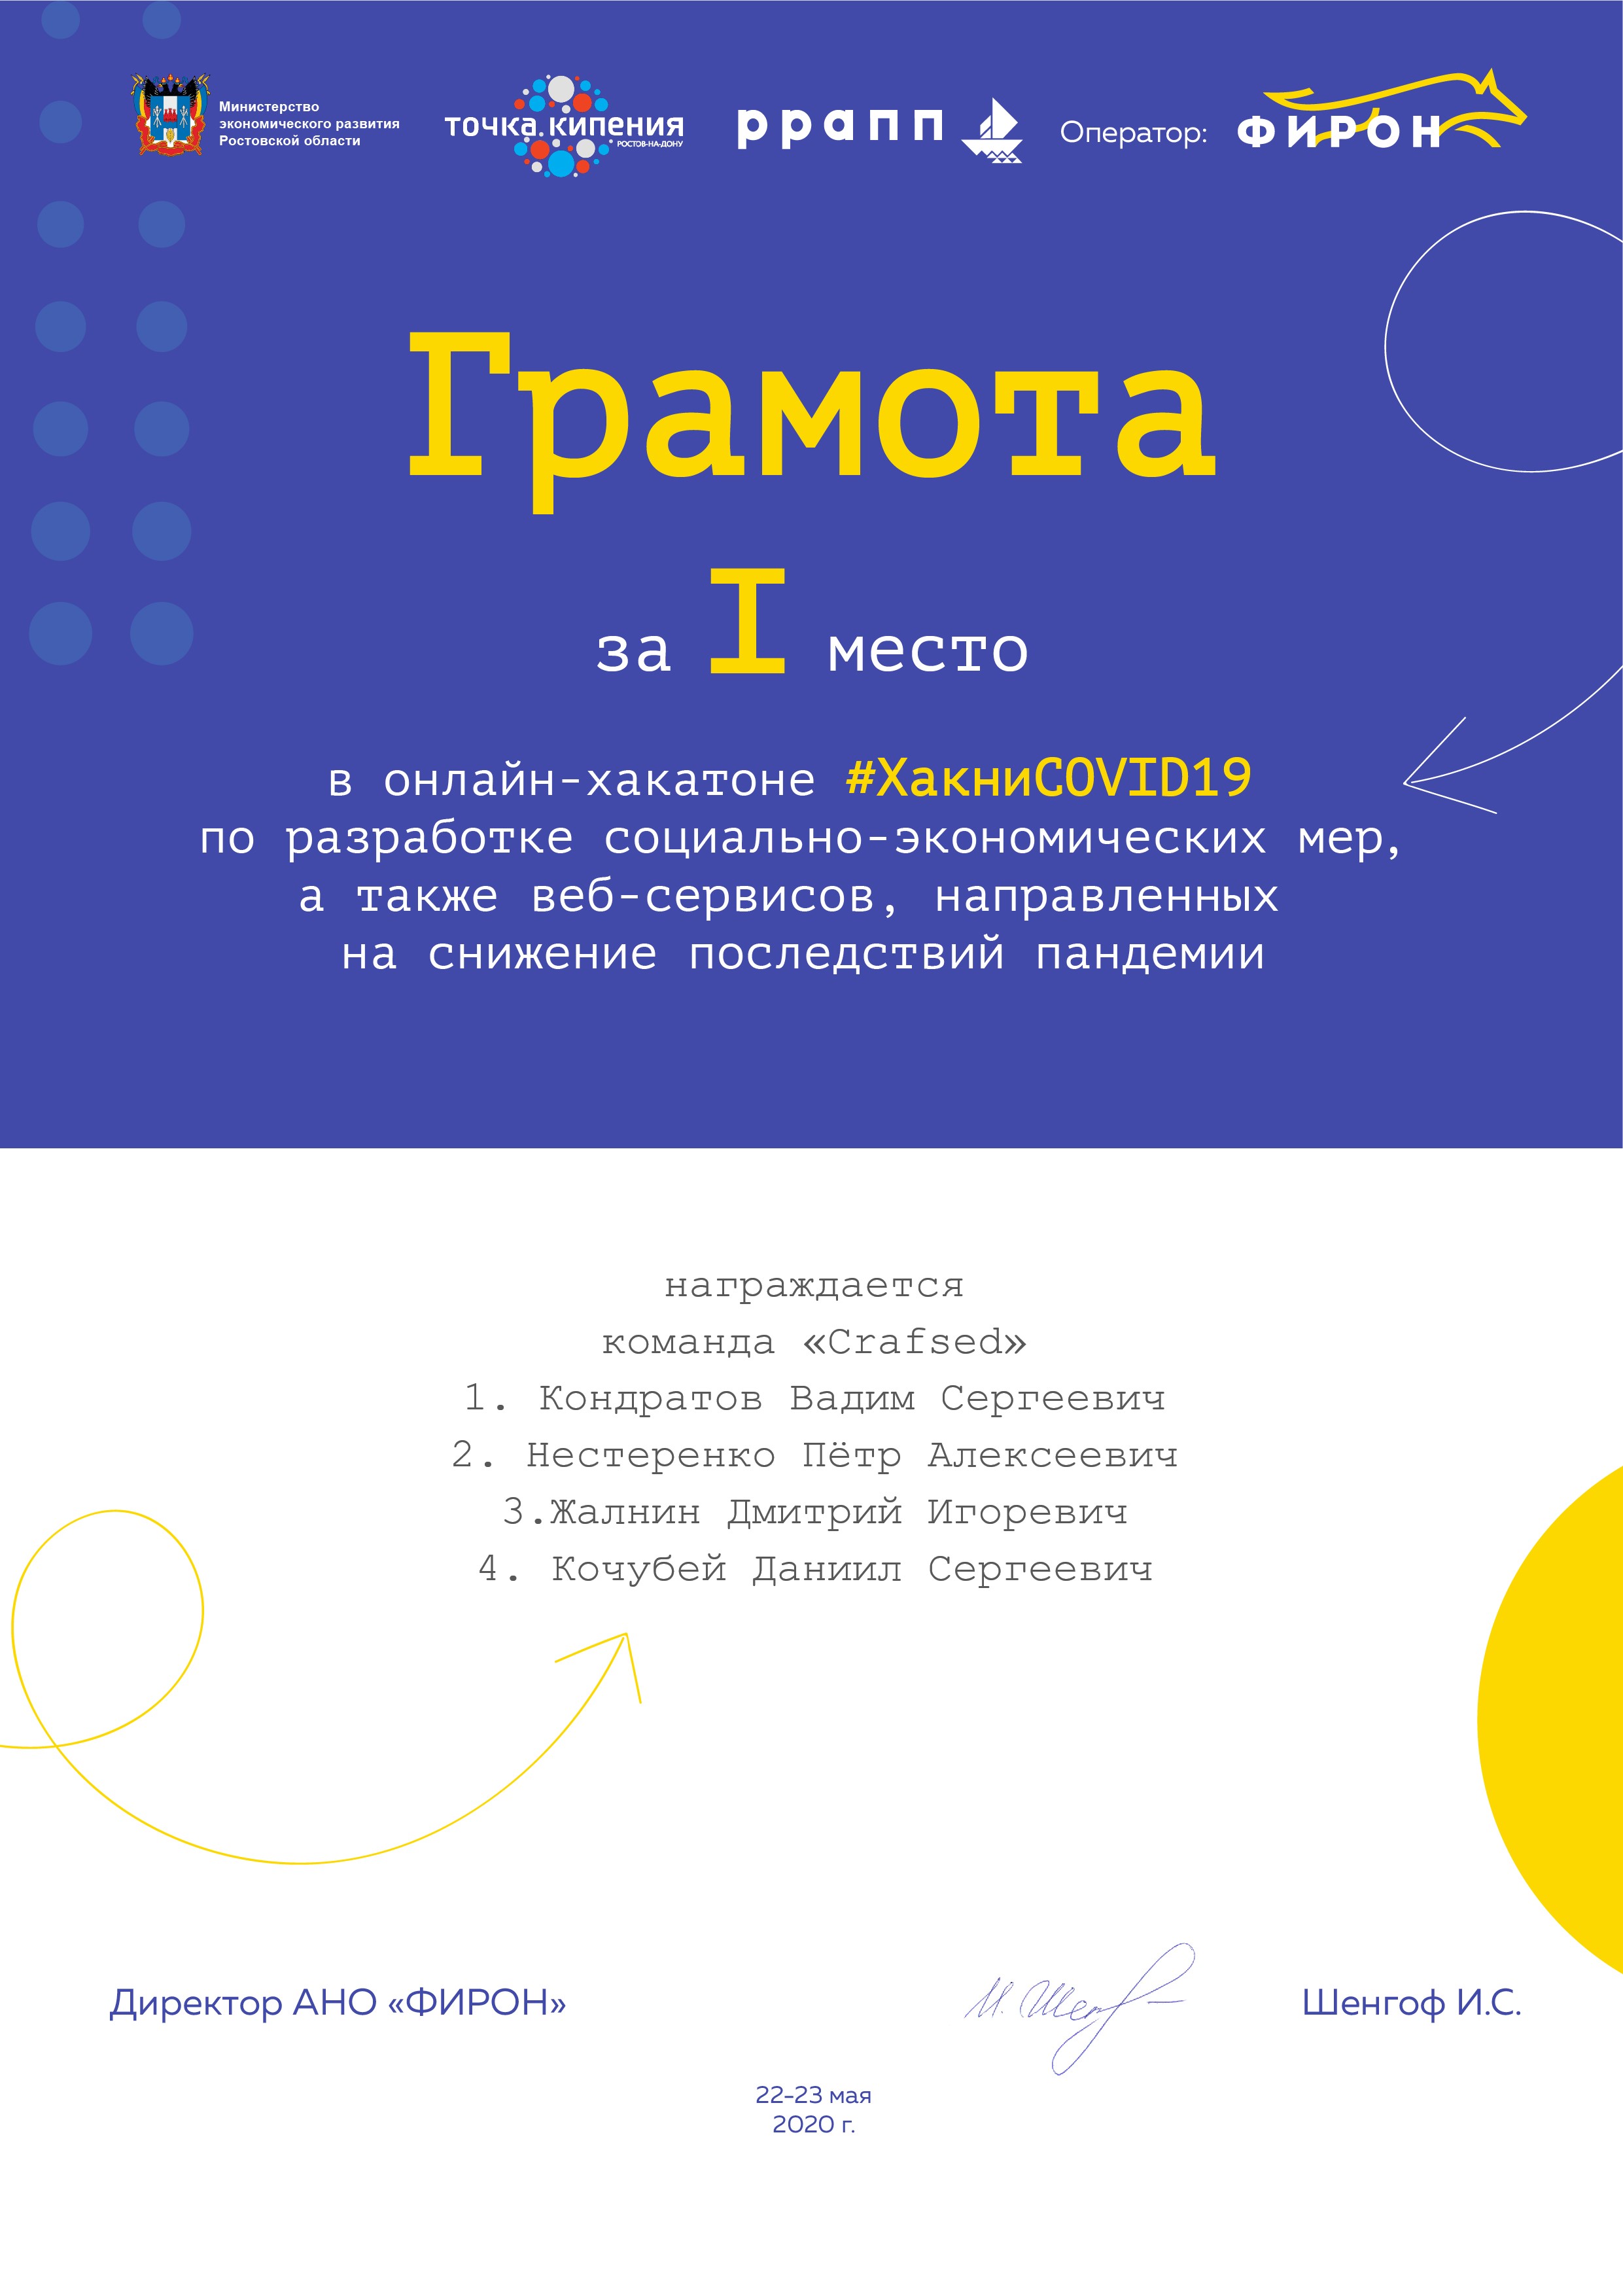 Министерство
экономического развития
Ростовской области
точка.кипения
РОСТОВ-НА-ДОНУ
ррапп
Оператор:
ФИРОН
Грамота
за I место
в онлайн-хакатоне #ХакниCOVID19
по разработке социально-экономических мер,
а также веб-сервисов, направленных
на снижение последствий пандемии
награждается
команда «Crafsed»
1. Кондратов Вадим Сергеевич
2. Нестеренко Пётр Алексеевич
3.Жалнин Дмитрий Игоревич
4. Кочубей Даниил Сергеевич
Директор АНО «ФИРОН»
Шенгоф И.С.
22-23 мая
2020 г.